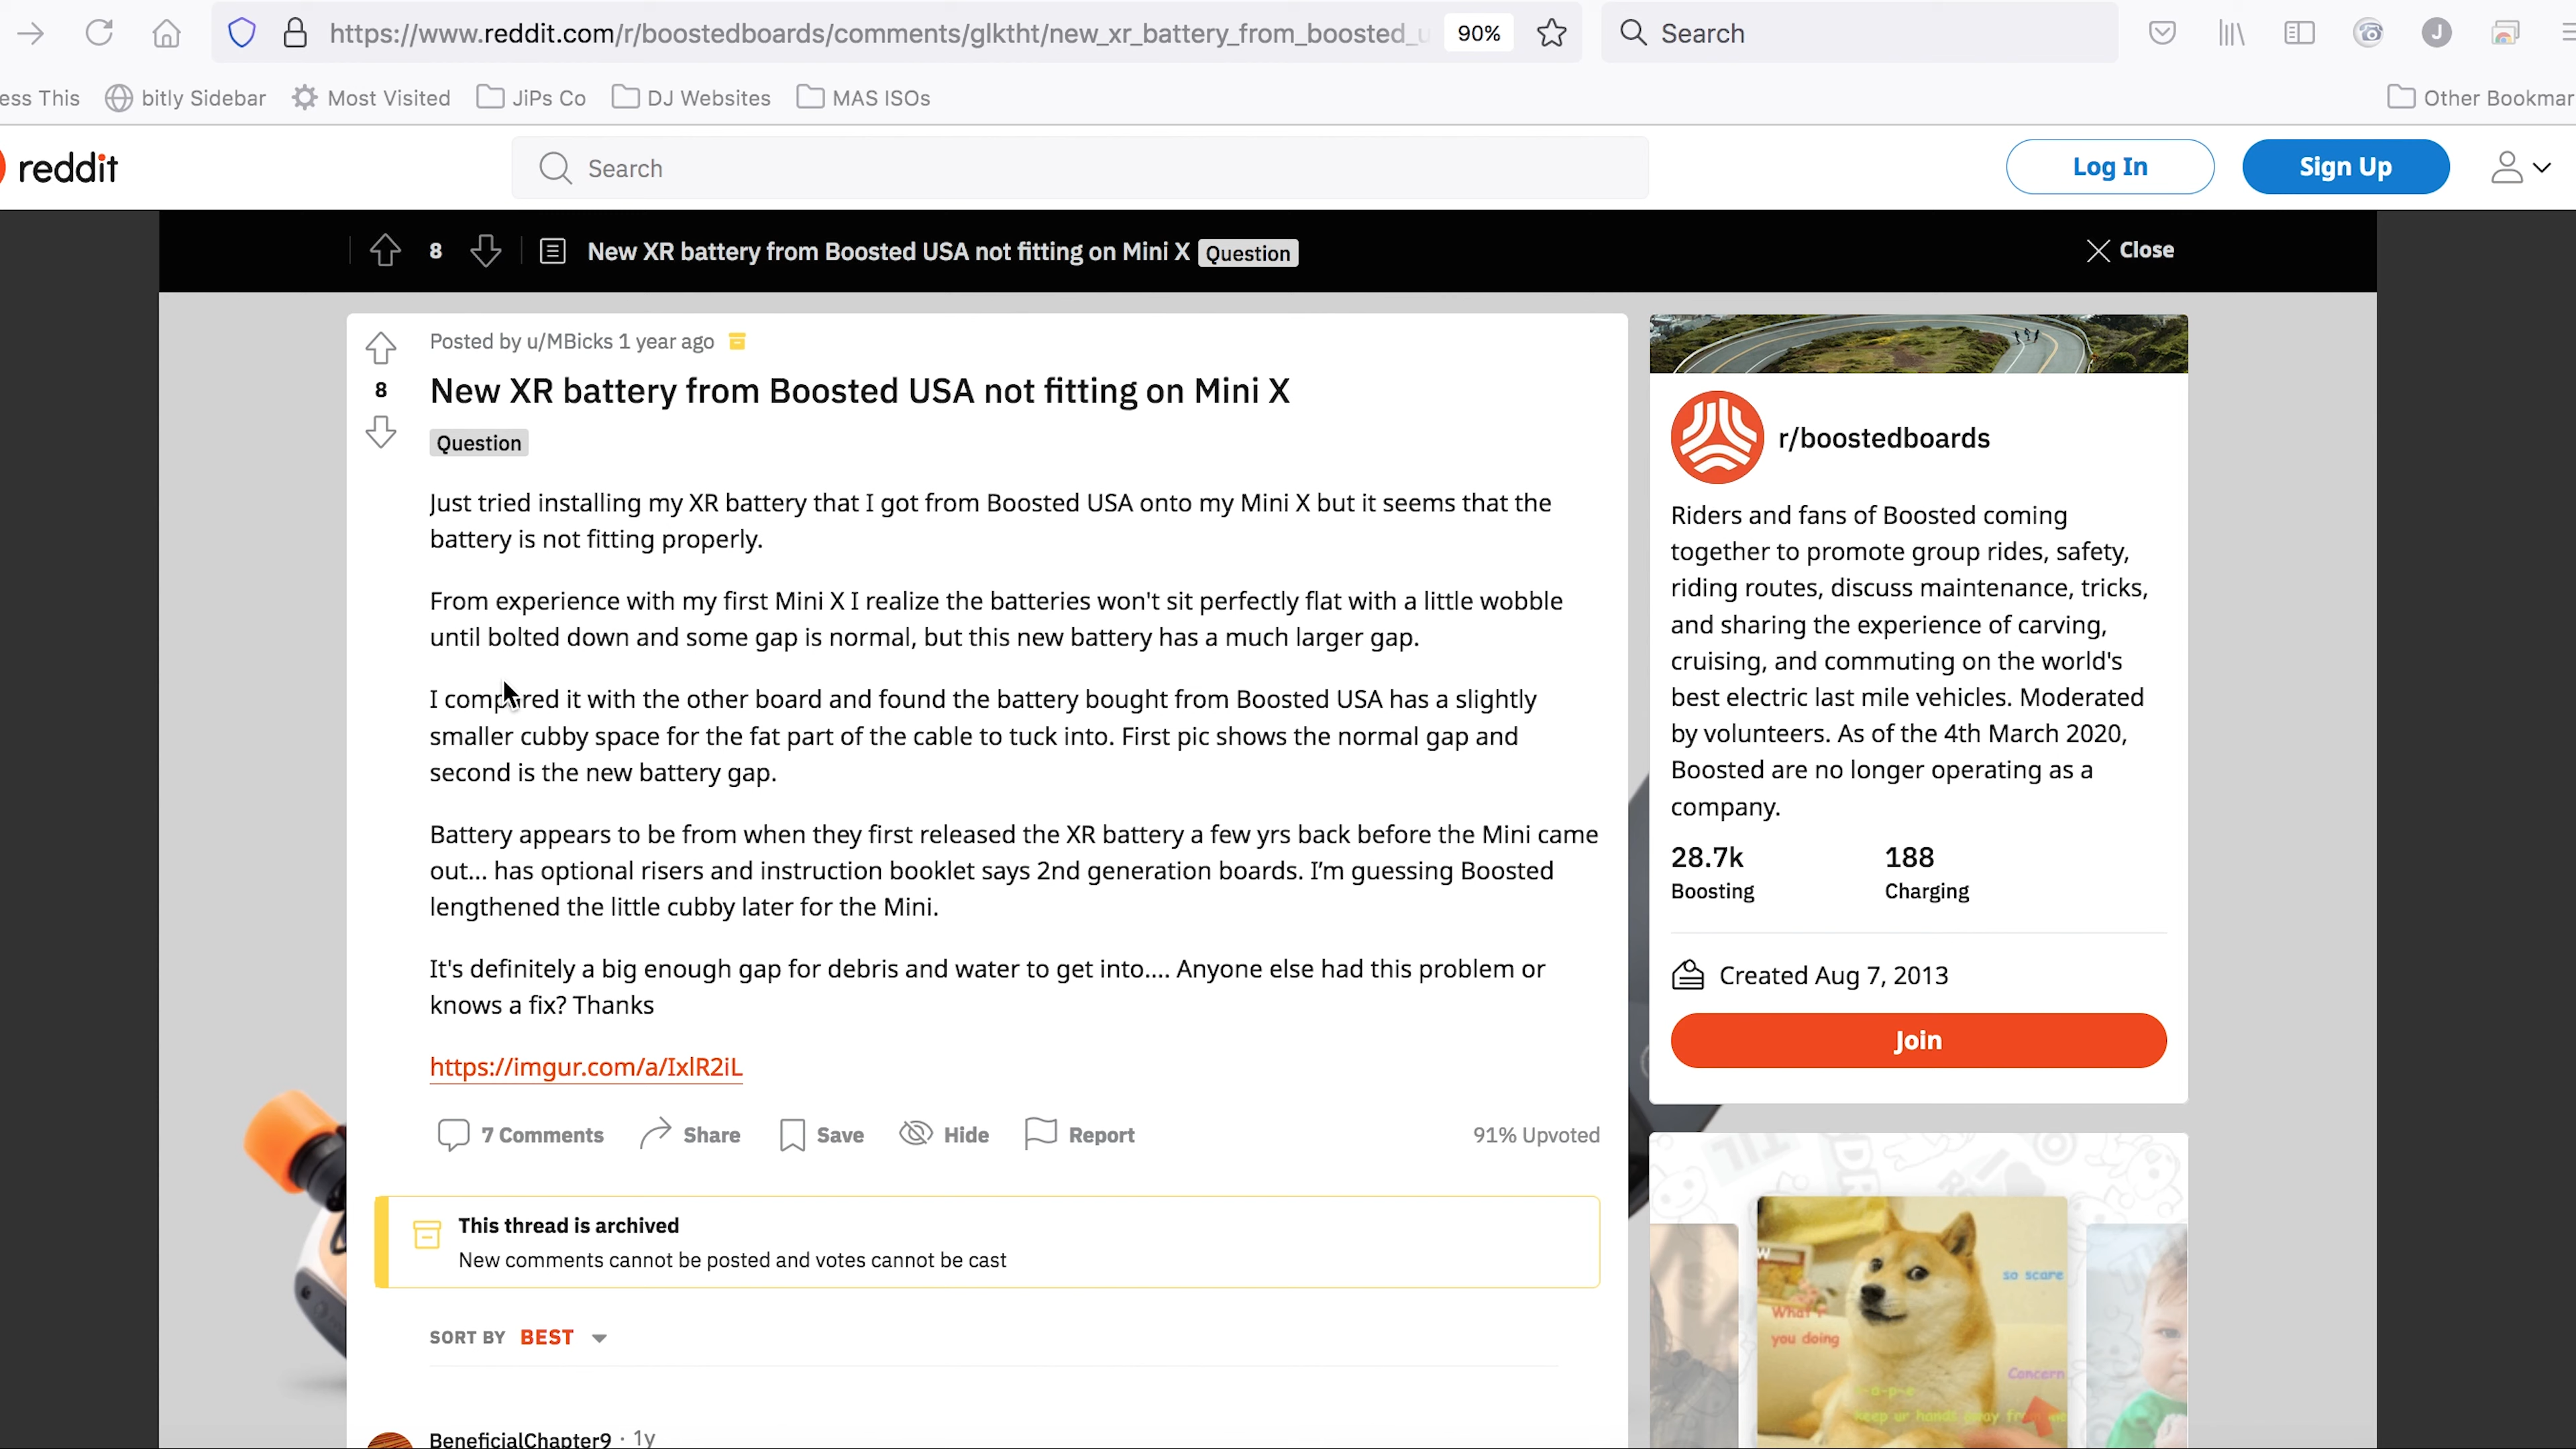 https://www.reddit.com/r/boostedboards/comments/glktht/new_xr_battery_from_boosted_u
90%
Search
J
ess This
bitly Sidebar
Most Visited
JiPs Co
DJ Websites
MAS ISOs
Other Bookmar
reddit
Search
Log In
Sign Up
8
New XR battery from Boosted USA not fitting on Mini X
Question
Close
Posted by u/MBicks 1 year ago
8
New XR battery from Boosted USA not fitting on Mini X
Question
Just tried installing my XR battery that I got from Boosted USA onto my Mini X but it seems that the
battery is not fitting properly.
From experience with my first Mini X I realize the batteries won't sit perfectly flat with a little wobble
until bolted down and some gap is normal, but this new battery has a much larger gap.
I compared it with the other board and found the battery bought from Boosted USA has a slightly
smaller cubby space for the fat part of the cable to tuck into. First pic shows the normal gap and
second is the new battery gap.
Battery appears to be from when they first released the XR battery a few yrs back before the Mini came
out... has optional risers and instruction booklet says 2nd generation boards. I’m guessing Boosted
lengthened the little cubby later for the Mini.
It's definitely a big enough gap for debris and water to get into.... Anyone else had this problem or
knows a fix? Thanks
https://imgur.com/a/IxlR2iL
7 Comments
Share
Save
Hide
Report
91% Upvoted
This thread is archived
New comments cannot be posted and votes cannot be cast
SORT BY BEST
BeneficialChapter9 · 1y
r/boostedboards
Riders and fans of Boosted coming
together to promote group rides, safety,
riding routes, discuss maintenance, tricks,
and sharing the experience of carving,
cruising, and commuting on the world's
best electric last mile vehicles. Moderated
by volunteers. As of the 4th March 2020,
Boosted are no longer operating as a
company.
28.7k
Boosting
188
Charging
Created Aug 7, 2013
Join
TIL
w
so scare
What r
you doing
Concern
keep ur hands away fr